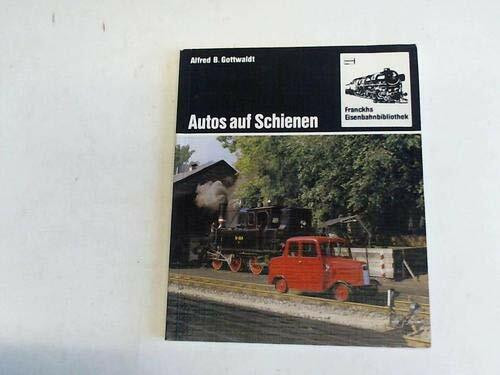 Alfred B. Gottwaldt
Autos auf Schienen
Franckhs
Eisenbahnbibliothek